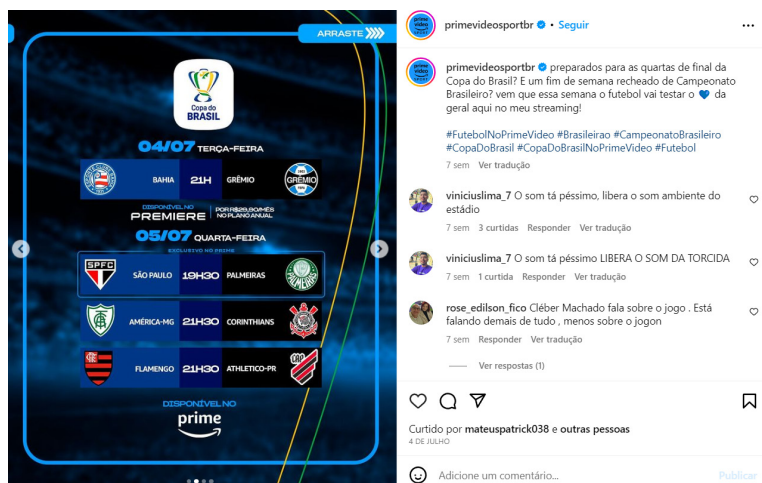 ARRASTE
Copa do
BRASIL
04/07 TERÇA-FEIRA
BAHIA 21H GRÊMIO
DISPONÍVEL NO
PREMIERE
POR R$29,90/MÊS
NO PLANO ANUAL
05/07 QUARTA-FEIRA
EXCLUSIVO NO PRIME
SPFC
SÃO PAULO 19H30 PALMEIRAS
AMÉRICA-MG 21H30 CORINTHIANS
FLAMENGO 21H30 ATHLETICO-PR
CAP
DISPONÍVEL NO
prime
primevideosportbr • Seguir
primevideosportbr preparados para as quartas de final da
Copa do Brasil? E um fim de semana recheado de Campeonato
Brasileiro? vem que essa semana o futebol vai testar o 💙 da
geral aqui no meu streaming!
#FutebolNoPrimeVideo #Brasileirao #CampeonatoBrasileiro
#CopaDoBrasil #CopaDoBrasilNoPrimeVideo #Futebol
7 sem Ver tradução
viniciuslima_7 O som tá péssimo, libera o som ambiente do
estádio
7 sem 3 curtidas Responder Ver tradução
viniciuslima_7 O som tá péssimo LIBERA O SOM DA TORCIDA
7 sem 1 curtida Responder Ver tradução
rose_edilson_fico Cléber Machado fala sobre o jogo . Está
falando demais de tudo , menos sobre o jogon
7 sem Responder Ver tradução
Ver respostas (1)
Curtido por mateuspatrick038 e outras pessoas
4 DE JULHO
Adicione um comentário...
Publicar